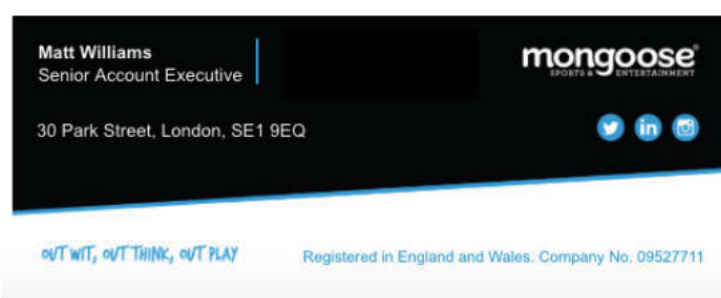 Matt Williams
Senior Account Executive
mongoose
SPORTS & ENTERTAINMENT
30 Park Street, London, SE1 9EQ
in
OUT WIT, OUT THINK, OUT PLAY
Registered in England and Wales. Company No. 09527711